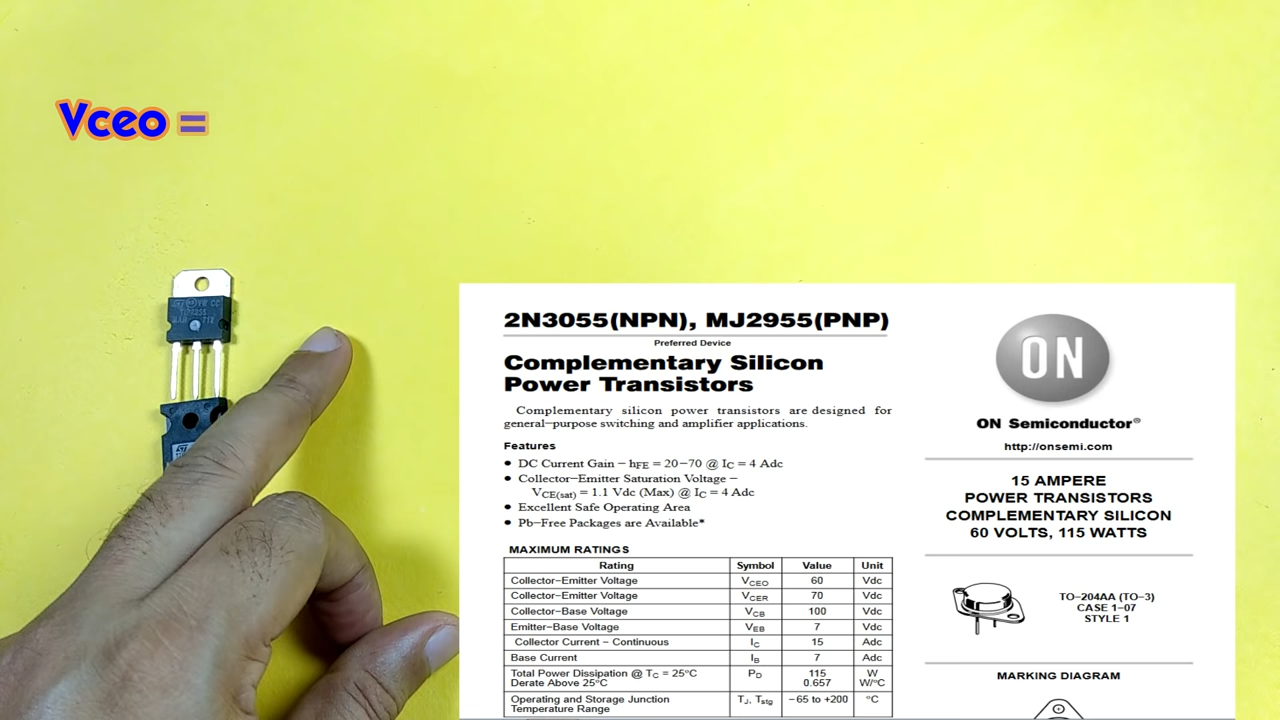 Vceo =
2N3055(NPN), MJ2955(PNP)
Preferred Device
Complementary Silicon
Power Transistors
Complementary silicon power transistors are designed for
general−purpose switching and amplifier applications.
Features
• DC Current Gain − hFE = 20−70 @ IC = 4 Adc
• Collector−Emitter Saturation Voltage −
VCE(sat) = 1.1 Vdc (Max) @ IC = 4 Adc
• Excellent Safe Operating Area
• Pb−Free Packages are Available*
MAXIMUM RATINGS
Rating Symbol Value Unit
Collector−Emitter Voltage VCEO 60 Vdc
Collector−Emitter Voltage VCER 70 Vdc
Collector−Base Voltage VCB 100 Vdc
Emitter−Base Voltage VEB 7 Vdc
Collector Current − Continuous IC 15 Adc
Base Current IB 7 Adc
Total Power Dissipation @ TC = 25°C PD 115 W
Derate Above 25°C 0.657 W/°C
Operating and Storage Junction TJ, Tstg −65 to +200 °C
Temperature Range
ON
ON Semiconductor®
http://onsemi.com
15 AMPERE
POWER TRANSISTORS
COMPLEMENTARY SILICON
60 VOLTS, 115 WATTS
TO−204AA (TO−3)
CASE 1−07
STYLE 1
MARKING DIAGRAM